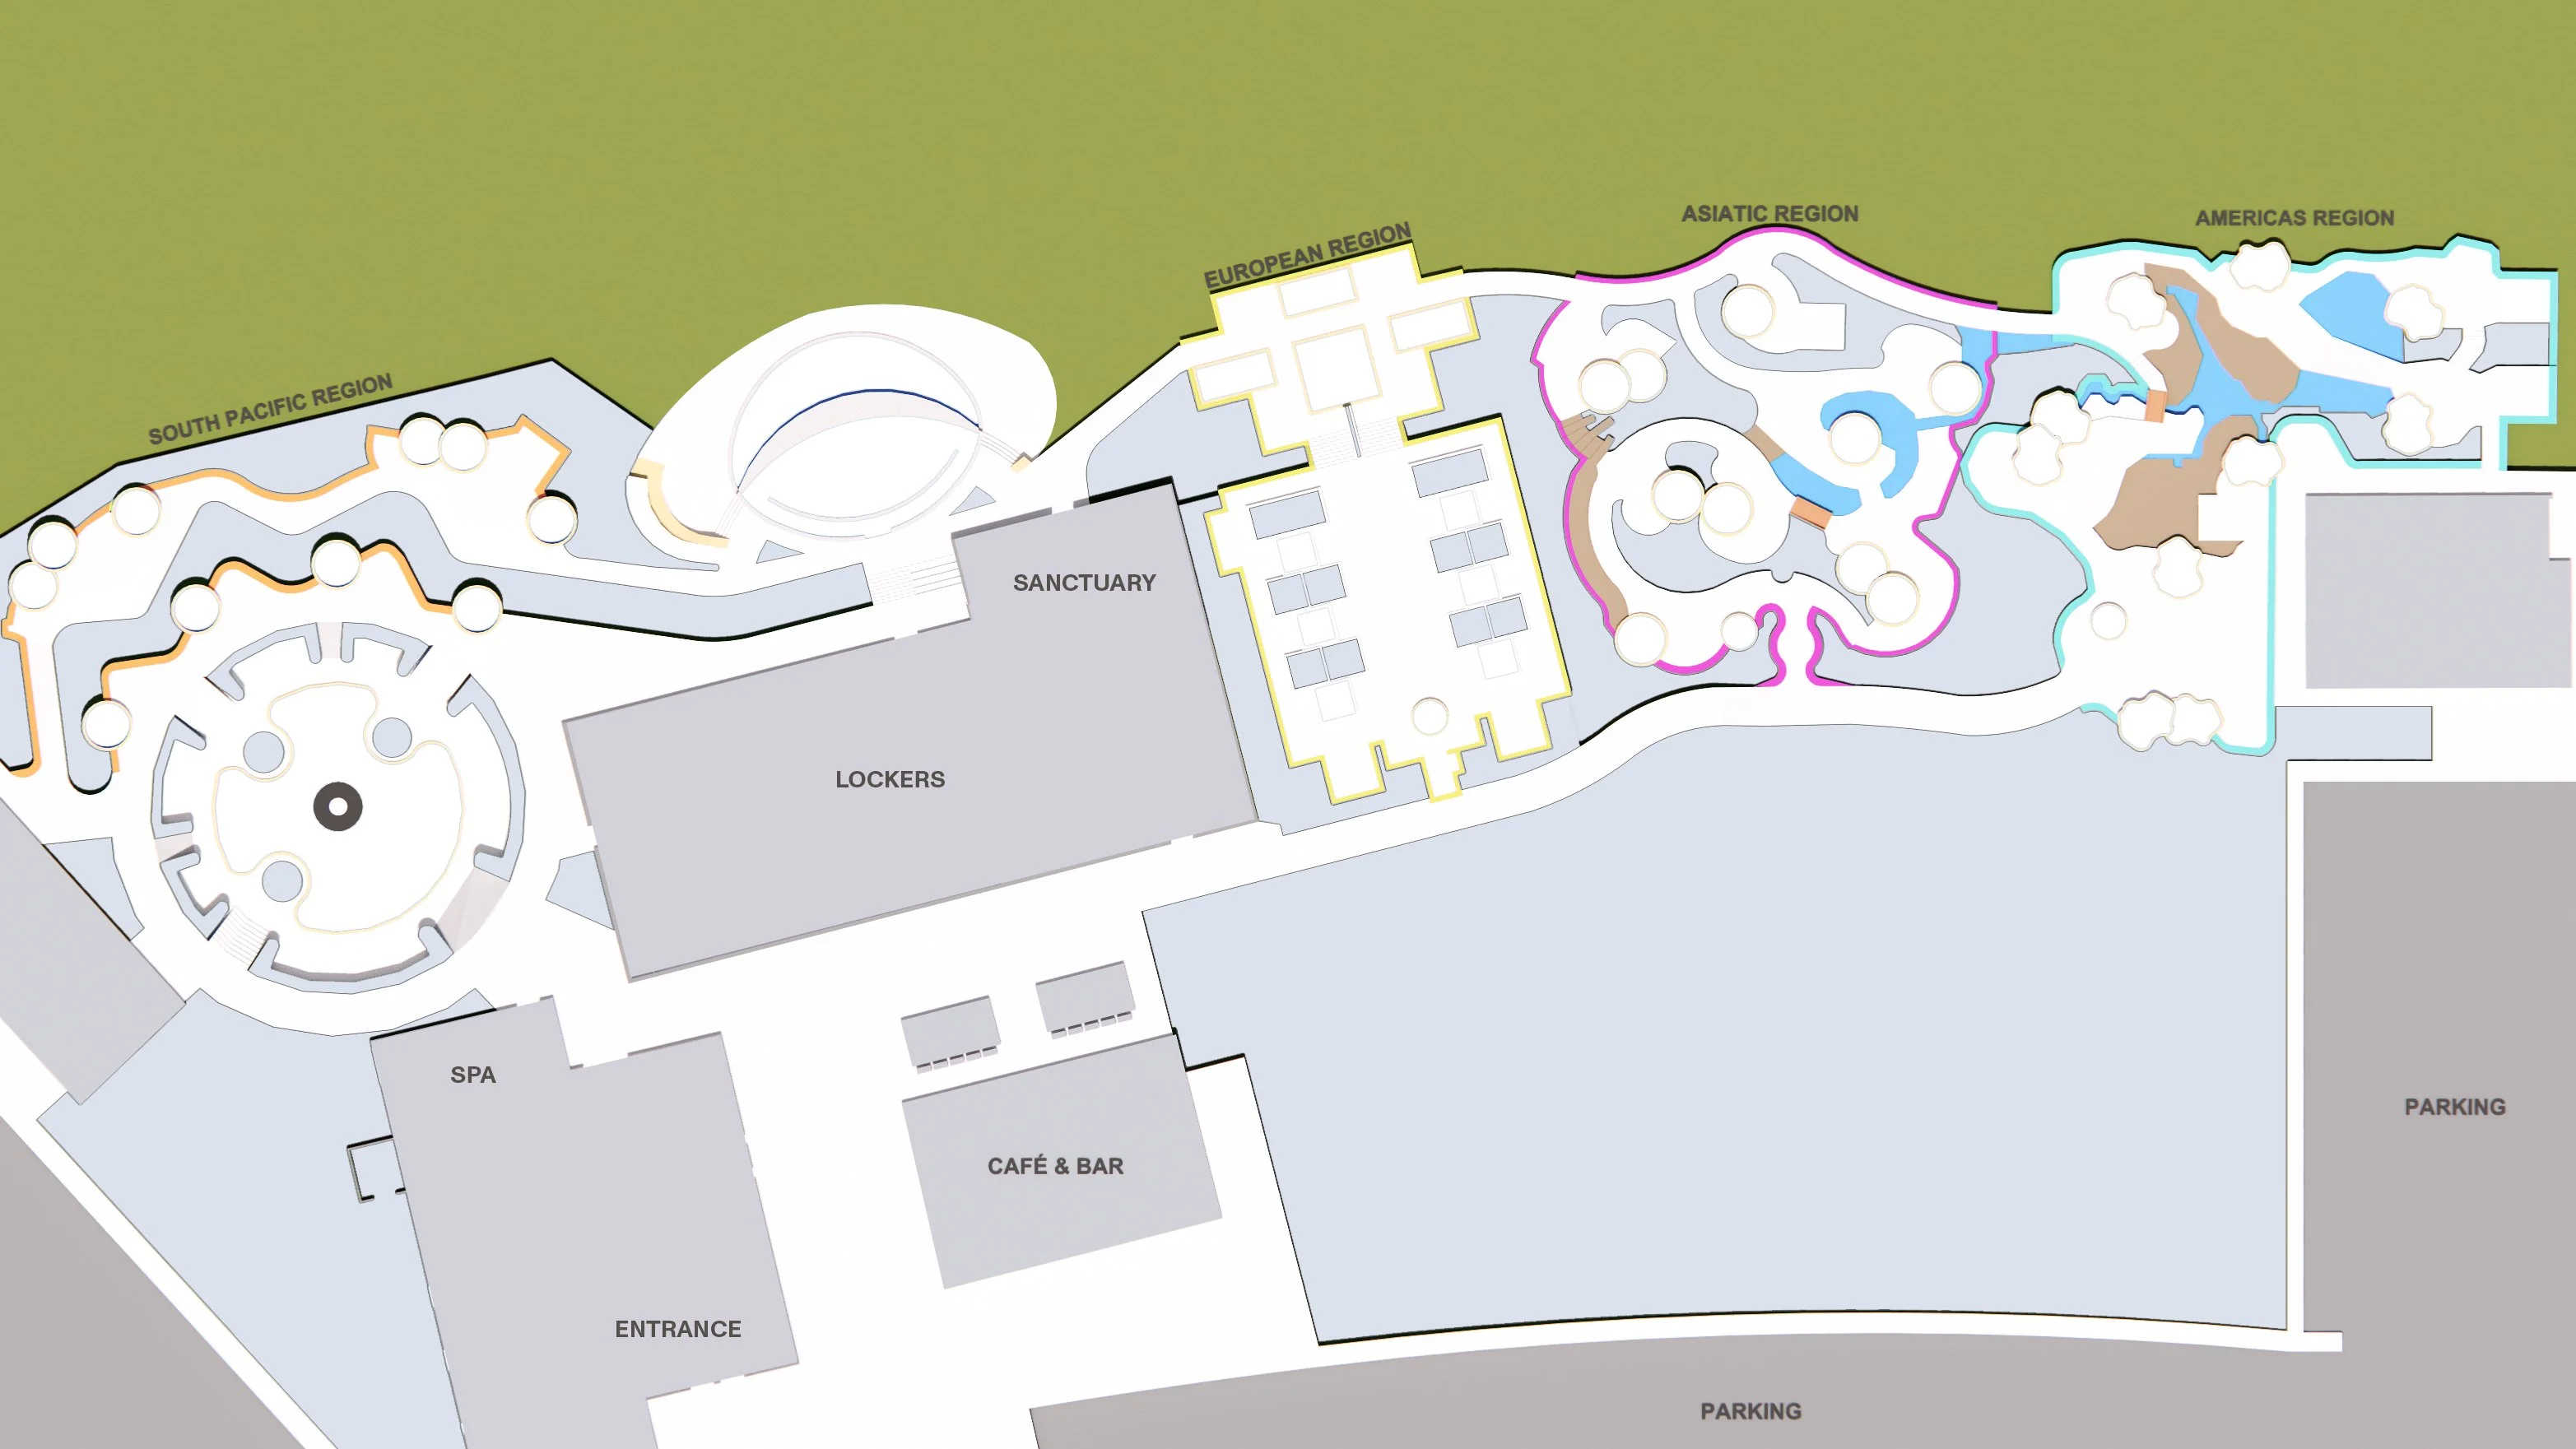 ASIATIC REGION
AMERICAS REGION
EUROPEAN REGION
SOUTH PACIFIC REGION
SANCTUARY
LOCKERS
SPA
CAFÉ & BAR
PARKING
ENTRANCE
PARKING